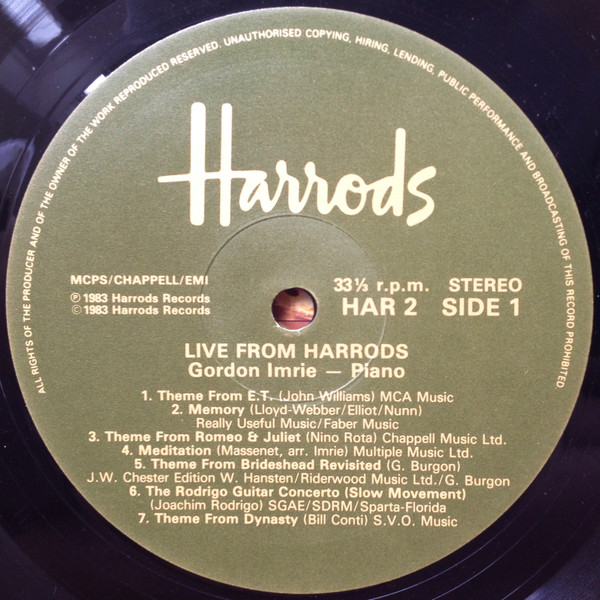 ALL RIGHTS OF THE PRODUCER AND OF THE OWNER OF THE WORK REPRODUCED RESERVED. UNAUTHORISED COPYING, HIRING, LENDING, PUBLIC PERFORMANCE AND BROADCASTING OF THIS RECORD PROHIBITED
Harrods
MCPS/CHAPPELL/EMI
Ⓟ 1983 Harrods Records
© 1983 Harrods Records
33⅓ r.p.m. STEREO
HAR 2 SIDE 1
LIVE FROM HARRODS
Gordon Imrie — Piano
1. Theme From E.T. (John Williams) MCA Music
2. Memory (Lloyd-Webber/Elliot/Nunn)
Really Useful Music/Faber Music
3. Theme From Romeo & Juliet (Nino Rota) Chappell Music Ltd.
4. Meditation (Massenet, arr. Imrie) Multiple Music Ltd.
5. Theme From Brideshead Revisited (G. Burgon)
J.W. Chester Edition W. Hansten/Riderwood Music Ltd./G. Burgon
6. The Rodrigo Guitar Concerto (Slow Movement)
(Joachim Rodrigo) SGAE/SDRM/Sparta-Florida
7. Theme From Dynasty (Bill Conti) S.V.O. Music